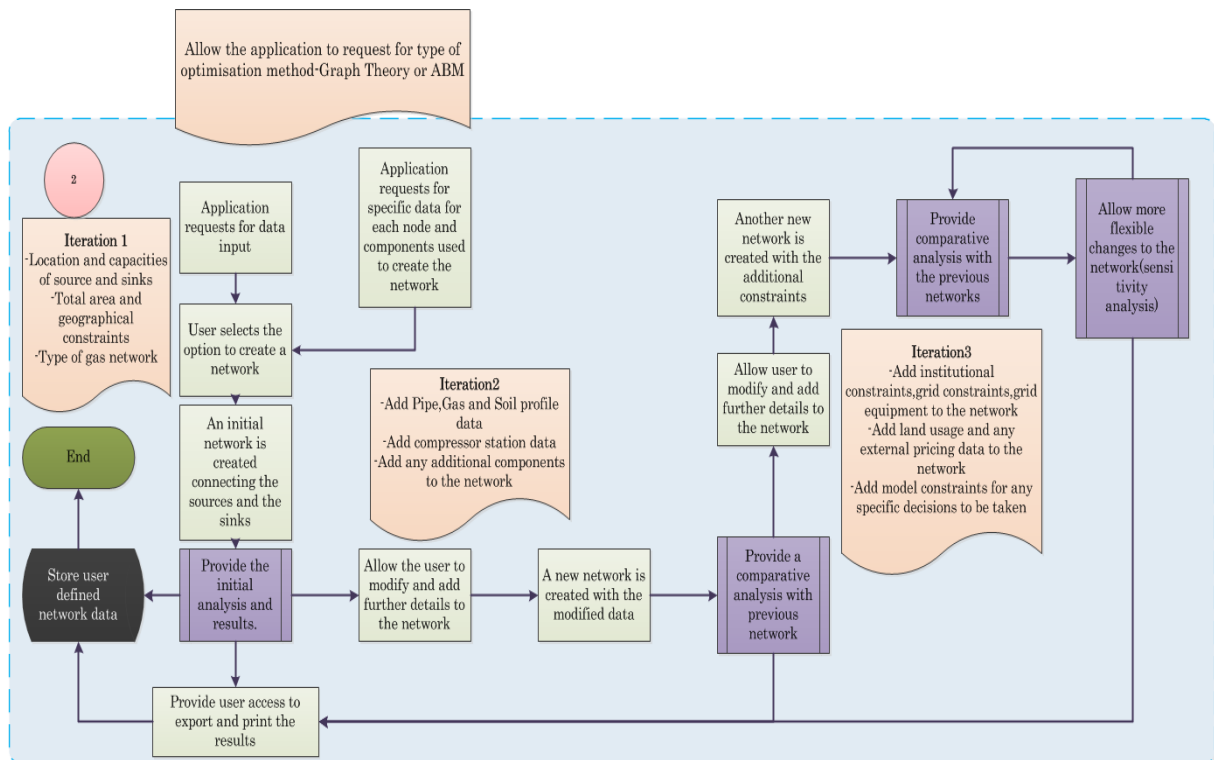 Allow the application to request for type of
optimisation method-Graph Theory or ABM
2
Iteration 1
-Location and capacities
of source and sinks
-Total area and
geographical
constraints
-Type of gas network
Application
requests for data
input
Application
requests for
specific data for
each node and
components used
to create the
network
User selects the
option to create a
network
An initial
network is
created
connecting the
sources and the
sinks
Iteration2
-Add Pipe,Gas and Soil profile
data
-Add compressor station data
-Add any additional components
to the network
Another new
network is
created with the
additional
constraints
Provide
comparative
analysis with
the previous
networks
Allow more
flexible
changes to the
network(sensi
tivity
analysis)
Allow user to
modify and add
further details to
the network
Iteration3
-Add institutional
constraints,grid constraints,grid
equipment to the network
-Add land usage and any
external pricing data to the
network
-Add model constraints for any
specific decisions to be taken
End
Store user
defined
network data
Provide the
initial
analysis and
results.
Allow the user to
modify and add
further details to
the network
A new network is
created with the
modified data
Provide a
comparative
analysis with
previous
network
Provide user access to
export and print the
results